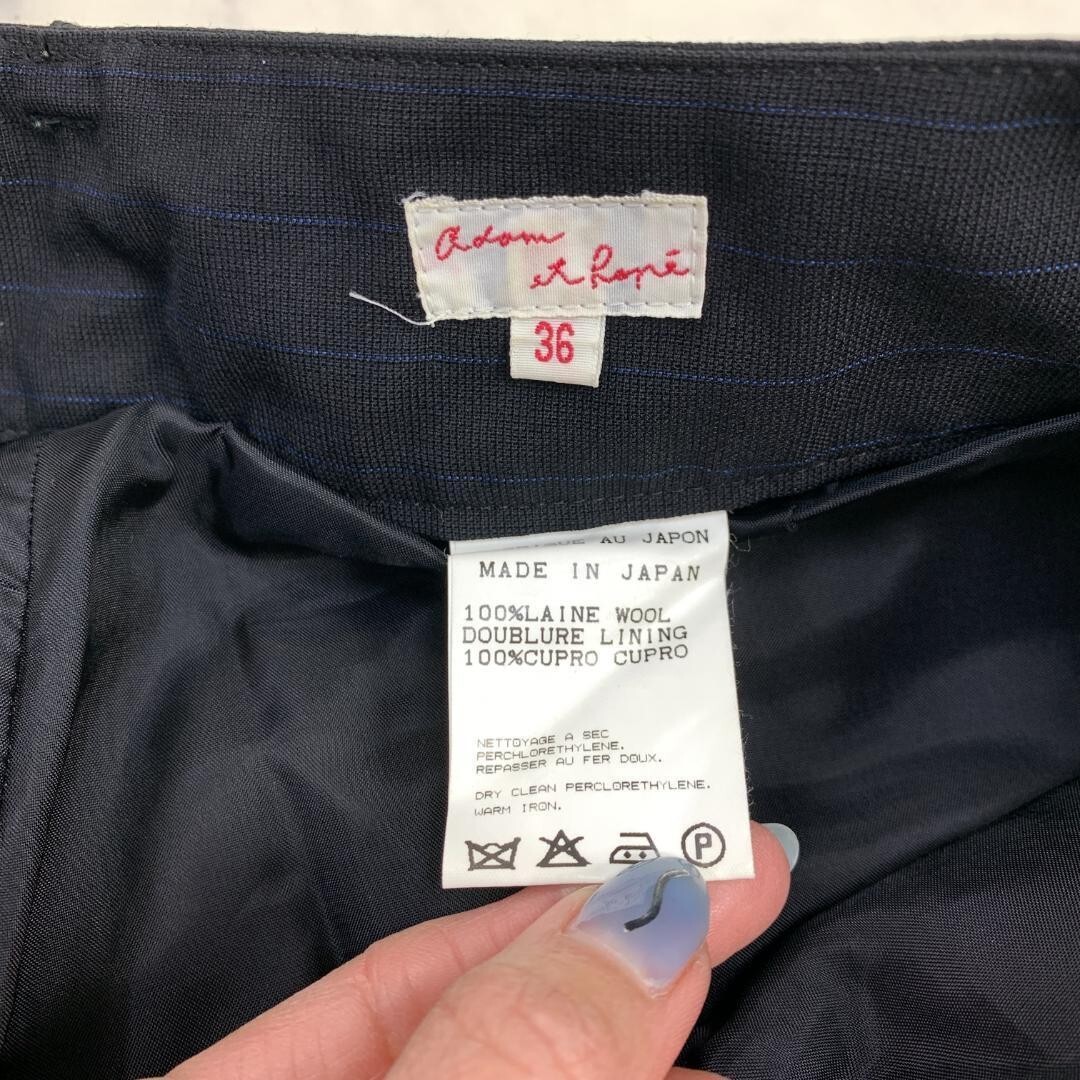 Adam
et Ropé
36
AU JAPON
MADE IN JAPAN
100%LAINE WOOL
DOUBLURE LINING
100%CUPRO CUPRO
NETTOYAGE A SEC
PERCHLORETHYLENE.
REPASSER AU FER DOUX.
DRY CLEAN PERCLORETHYLENE.
WARM IRON.
P